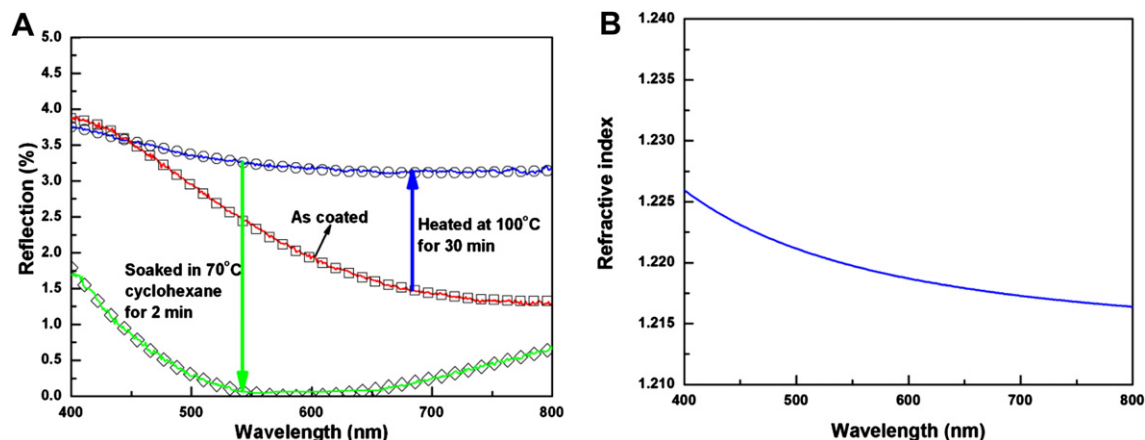 A
5.0
4.5
4.0
3.5
3.0
2.5
2.0
1.5
1.0
0.5
0.0
Reflection (%)
As coated
Heated at 100°C
for 30 min
Soaked in 70°C
cyclohexane
for 2 min
400
500
600
700
800
Wavelength (nm)
B
1.240
1.235
1.230
1.225
1.220
1.215
1.210
Refractive index
400
500
600
700
800
Wavelength (nm)